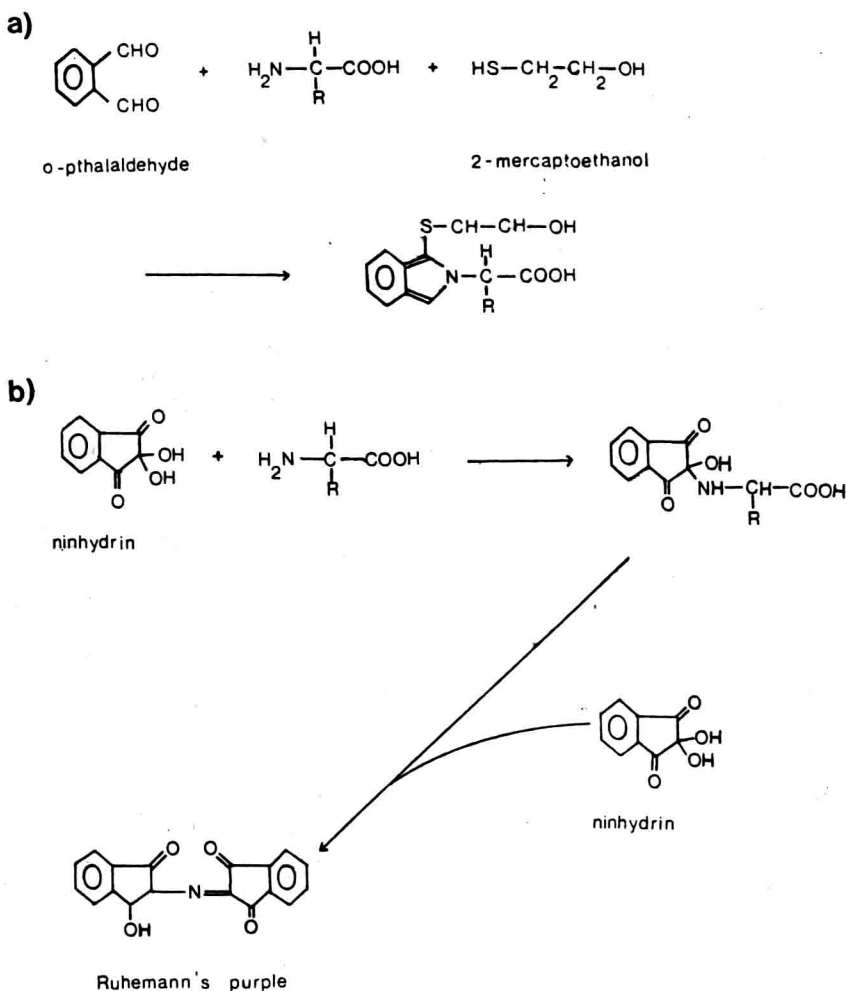 a)
CHO
CHO
+
H
H2N—C—COOH
R
+
HS—CH2—CH2—OH
o-pthalaldehyde
2-mercaptoethanol
S—CH—CH—OH
H
N—C—COOH
R
b)
O
OH
OH
O
+
H
H2N—C—COOH
R
O
OH
NH—CH—COOH
O
R
ninhydrin
O
OH
OH
O
ninhydrin
O
O
N
OH
O
Ruhemann's purple